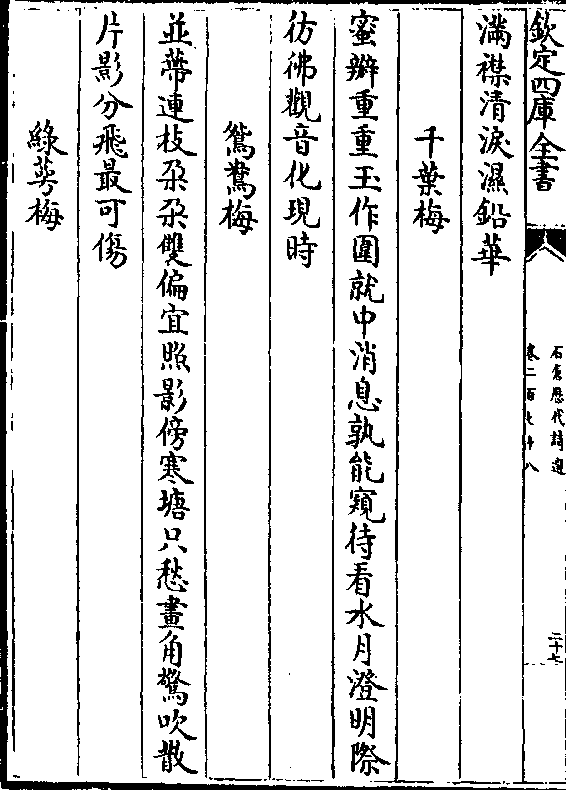 欽定四庫全書
石倉歷代詩選
卷二百七十八
二十七
滿襟清淚濕鉛華
千葉梅
蜜瓣重重玉作圍就中消息孰能窺待看水月澄明際
彷彿觀音化現時
鴛鴦梅
並蔕連枝朶朶雙偏宜照影傍寒塘只愁畫角驚吹散
片影分飛最可傷
綠萼梅